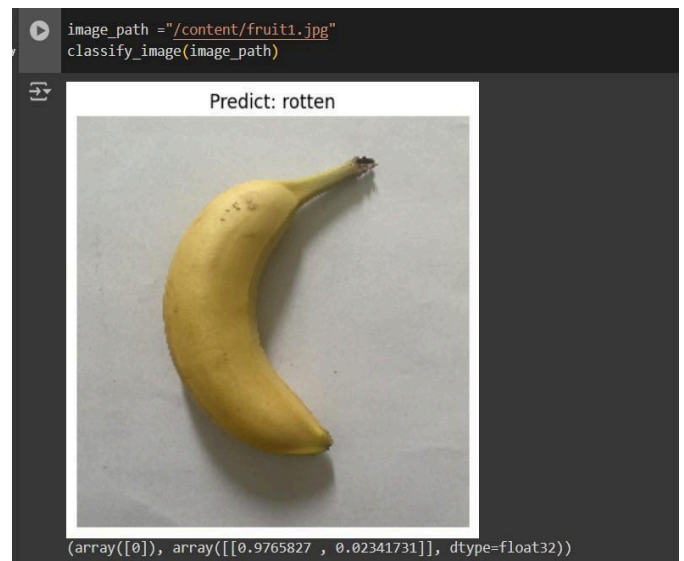 image_path ="/content/fruit1.jpg"
classify_image(image_path)
Predict: rotten
(array([0]), array([[0.9765827 , 0.02341731]], dtype=float32))